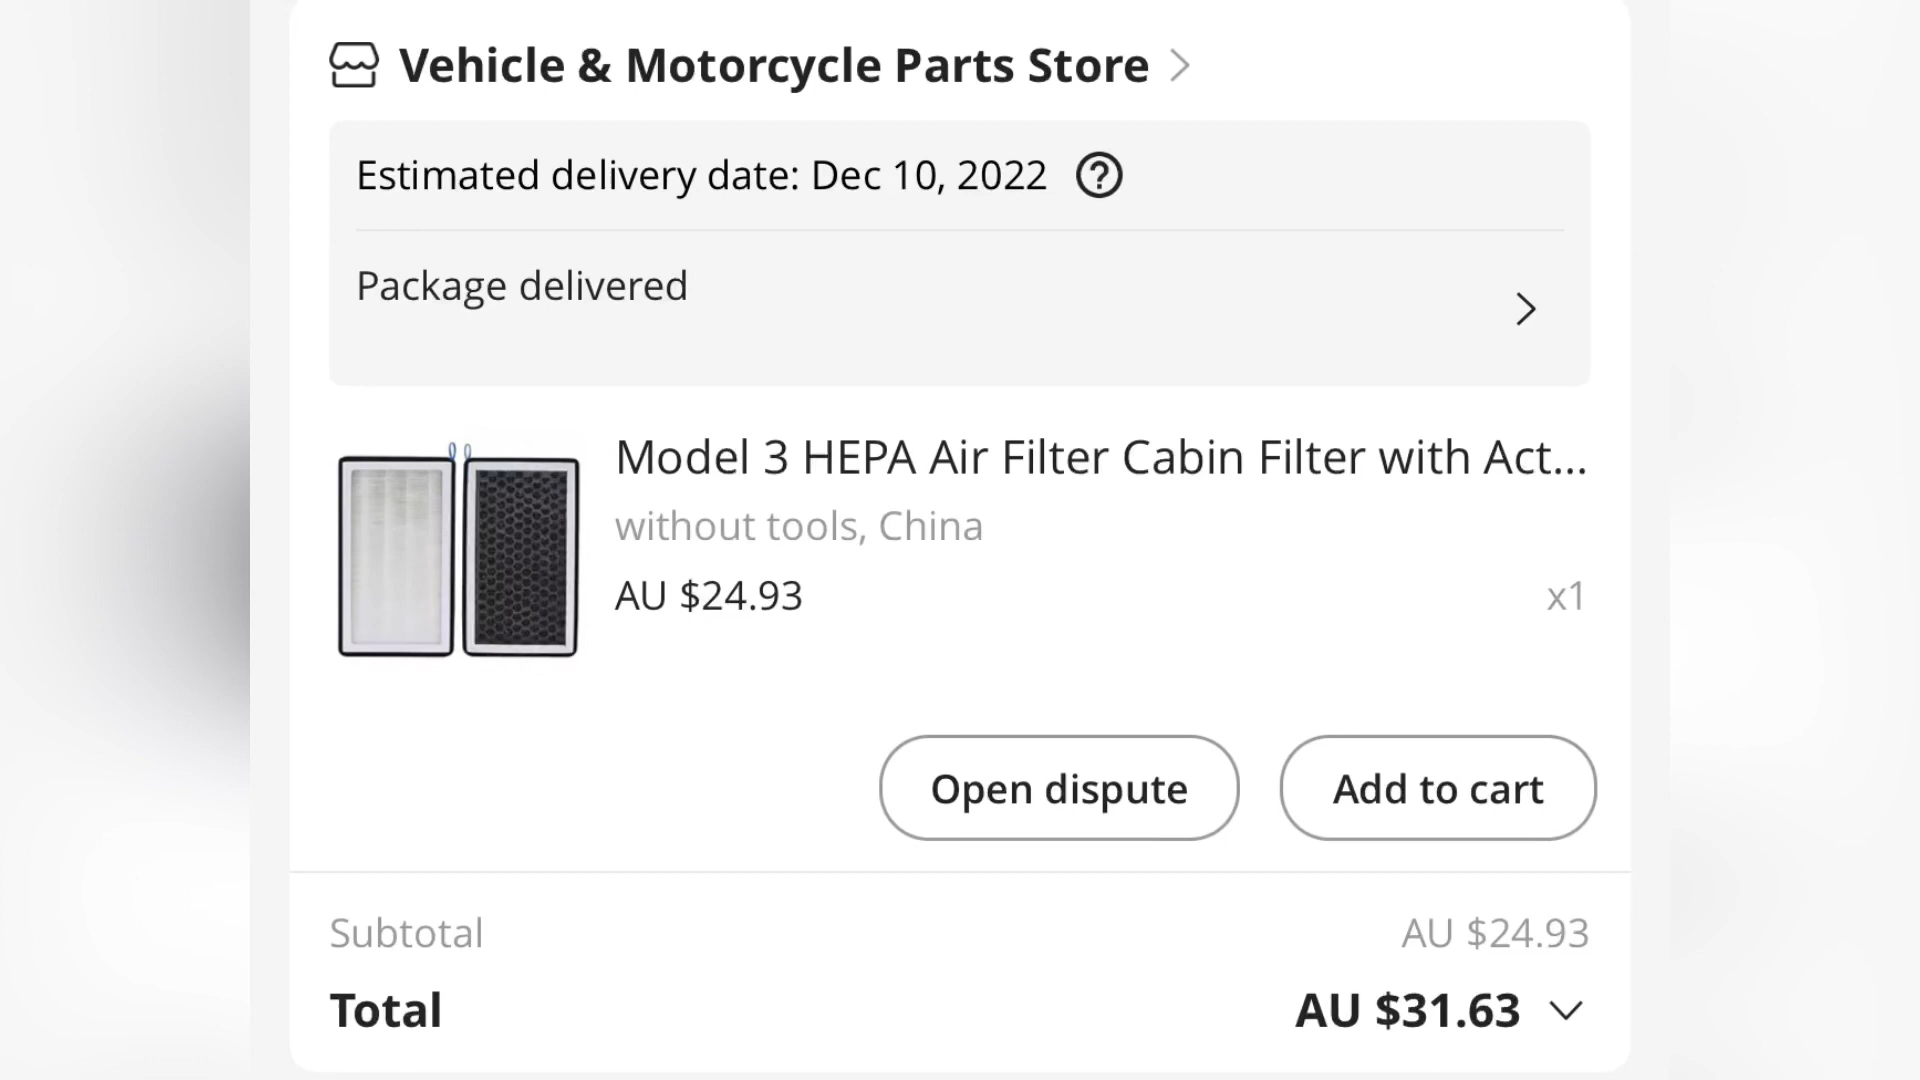 Vehicle & Motorcycle Parts Store
Estimated delivery date: Dec 10, 2022
Package delivered
Model 3 HEPA Air Filter Cabin Filter with Act...
without tools, China
AU $24.93
x1
Open dispute
Add to cart
Subtotal
AU $24.93
Total
AU $31.63